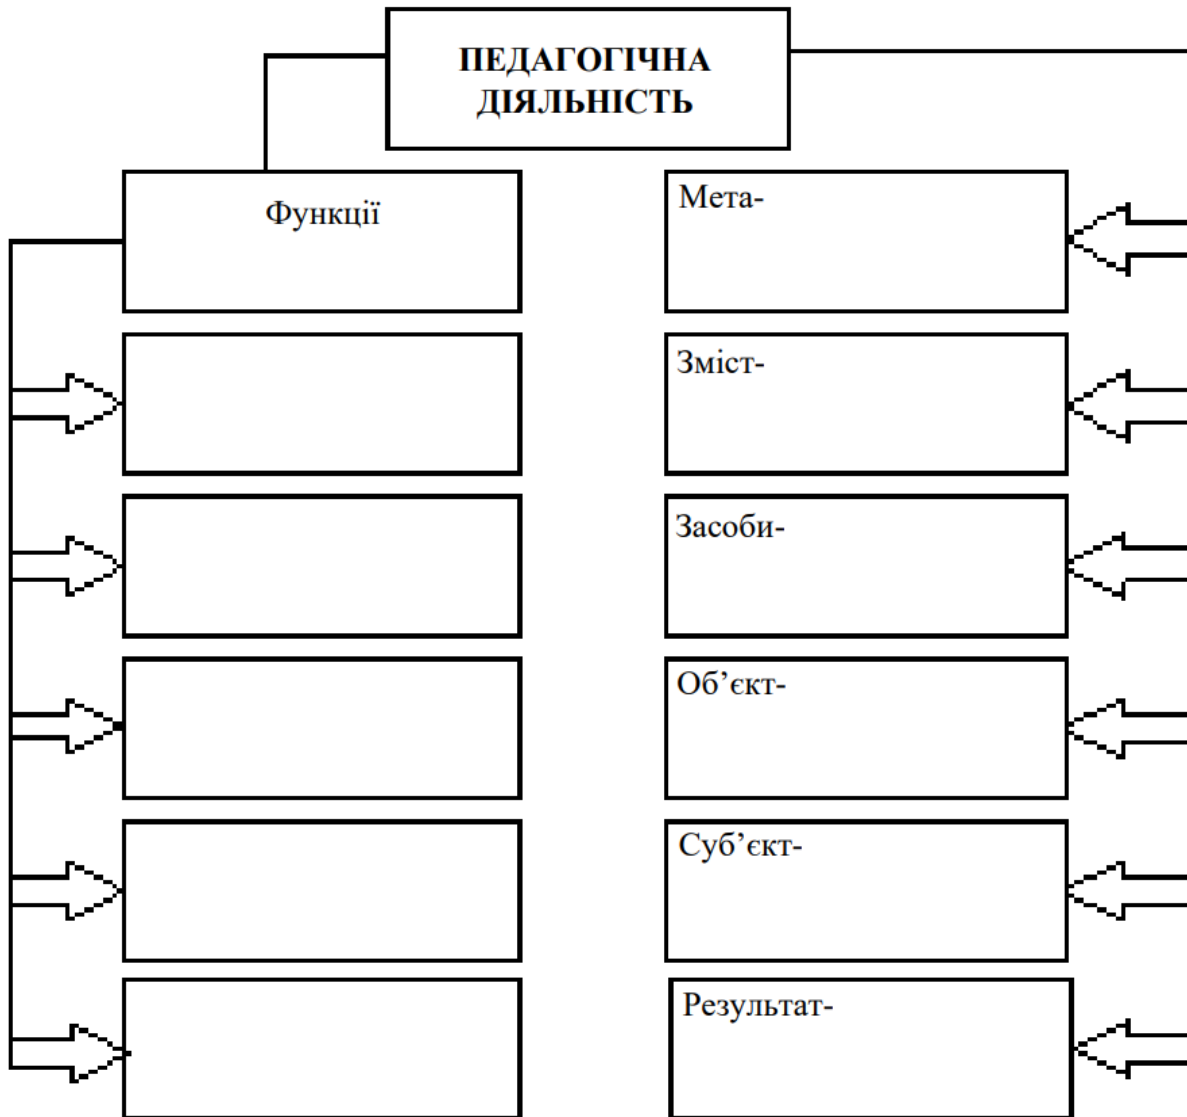 ПЕДАГОГІЧНА
ДІЯЛЬНІСТЬ
Функції
Мета-
Зміст-
Засоби-
Об’єкт-
Суб’єкт-
Результат-